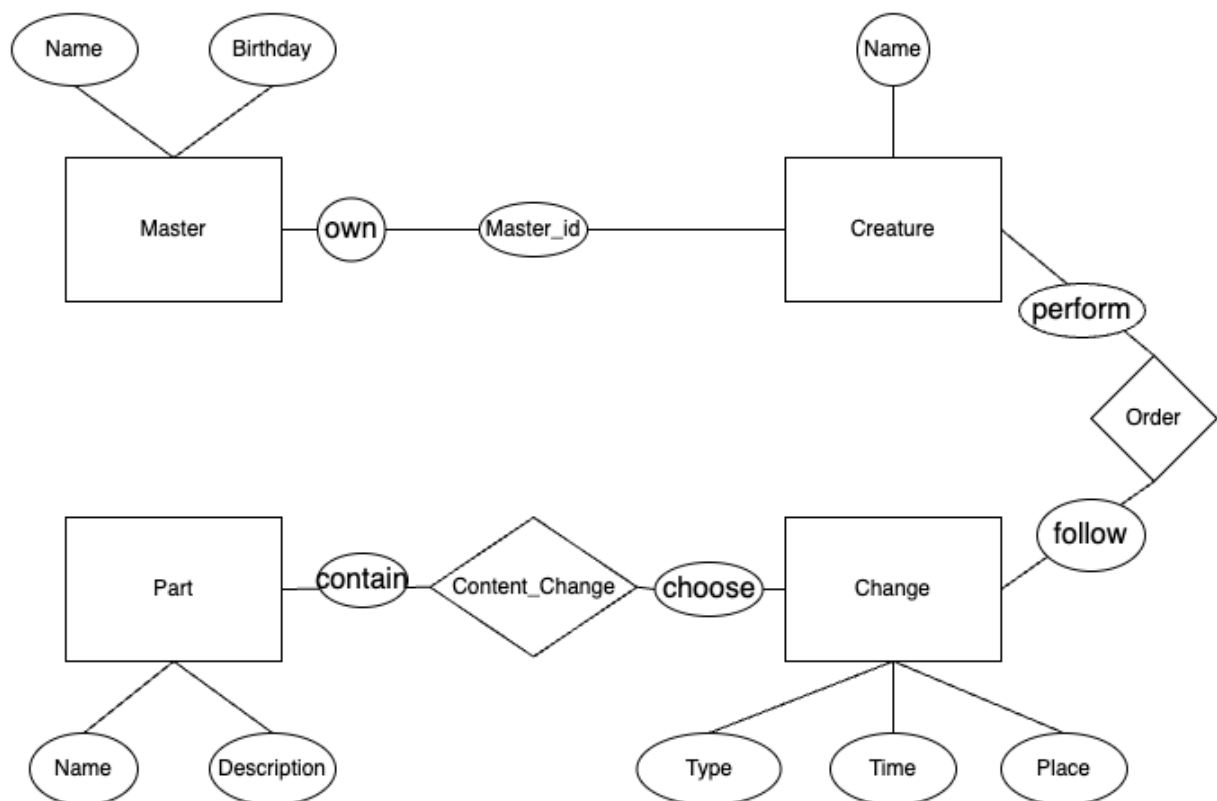 Name
Birthday
Name
Master
own
Master_id
Creature
perform
Order
follow
Part
contain
Content_Change
choose
Change
Name
Description
Type
Time
Place